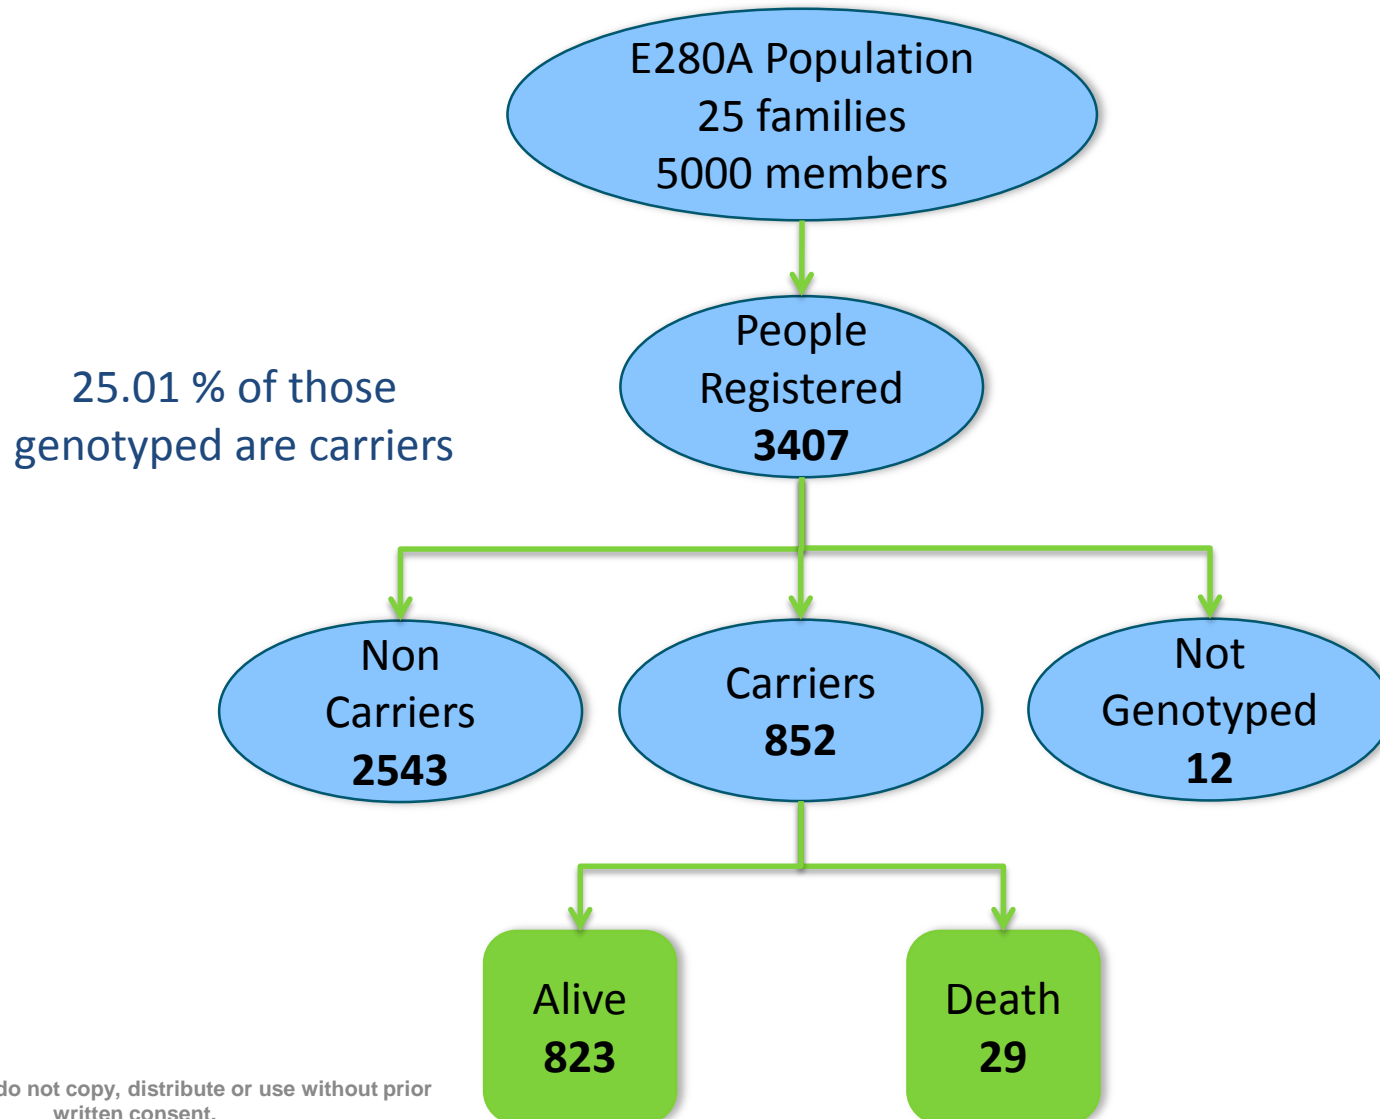 E280A Population
25 families
5000 members
People
Registered
3407
25.01 % of those
genotyped are carriers
Non
Carriers
2543
Carriers
852
Not
Genotyped
12
Alive
823
Death
29
do not copy, distribute or use without prior
written consent.